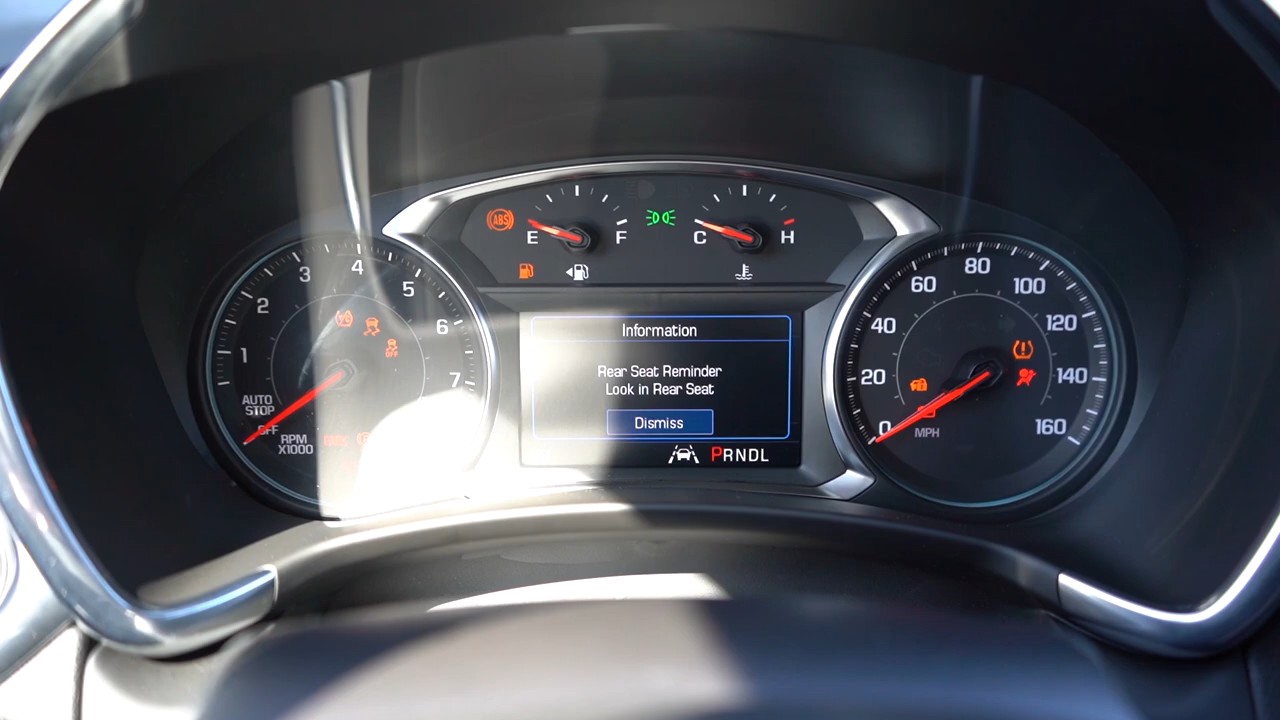 ABS
E F C H
3 4 5
2 6
1 7
AUTO
STOP
OFF
RPM
X1000
OFF
Information
Rear Seat Reminder
Look in Rear Seat
Dismiss
PRNDL
60 80 100
40 120
20 140
0 160
MPH